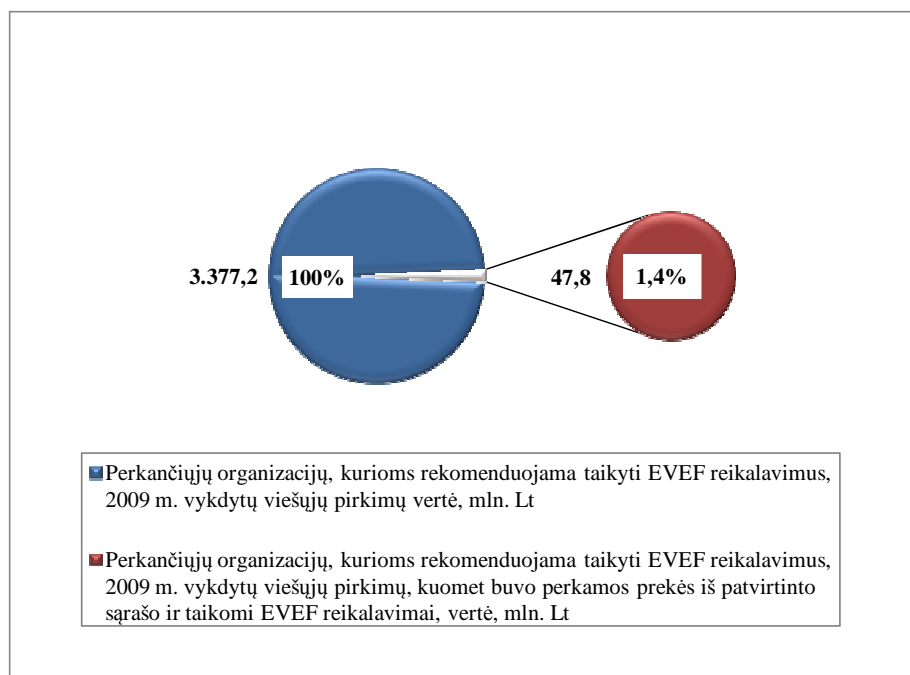 3.377,2 100% 47,8 1,4%
Perkančiųjų organizacijų, kurioms rekomenduojama taikyti EVEF reikalavimus,
2009 m. vykdytų viešųjų pirkimų vertė, mln. Lt
Perkančiųjų organizacijų, kurioms rekomenduojama taikyti EVEF reikalavimus,
2009 m. vykdytų viešųjų pirkimų, kuomet buvo perkamos prekės iš patvirtinto
sąrašo ir taikomi EVEF reikalavimai, vertė, mln. Lt